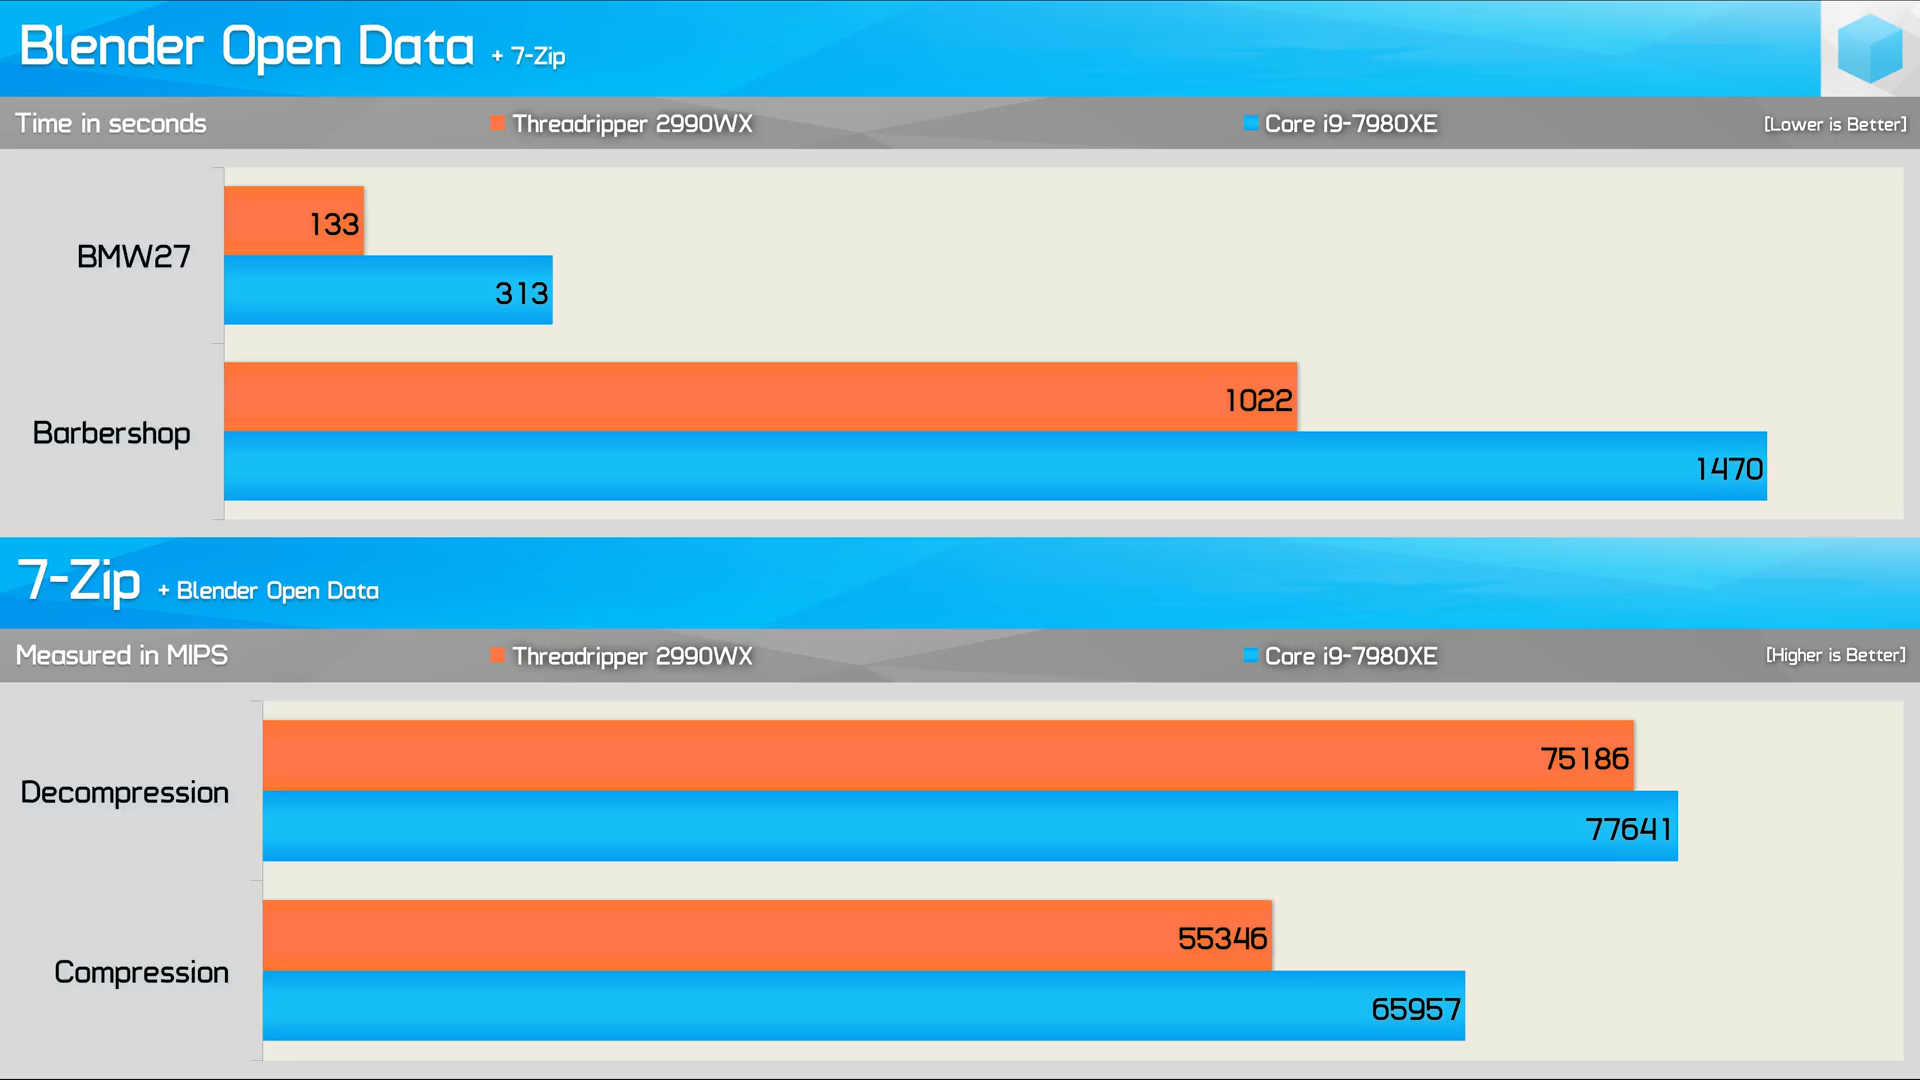 Blender Open Data + 7-Zip
Time in seconds Threadripper 2990WX Core i9-7980XE [Lower is Better]
133
BMW27
313
1022
Barbershop
1470
7-Zip + Blender Open Data
Measured in MIPS Threadripper 2990WX Core i9-7980XE [Higher is Better]
75186
Decompression
77641
55346
Compression
65957